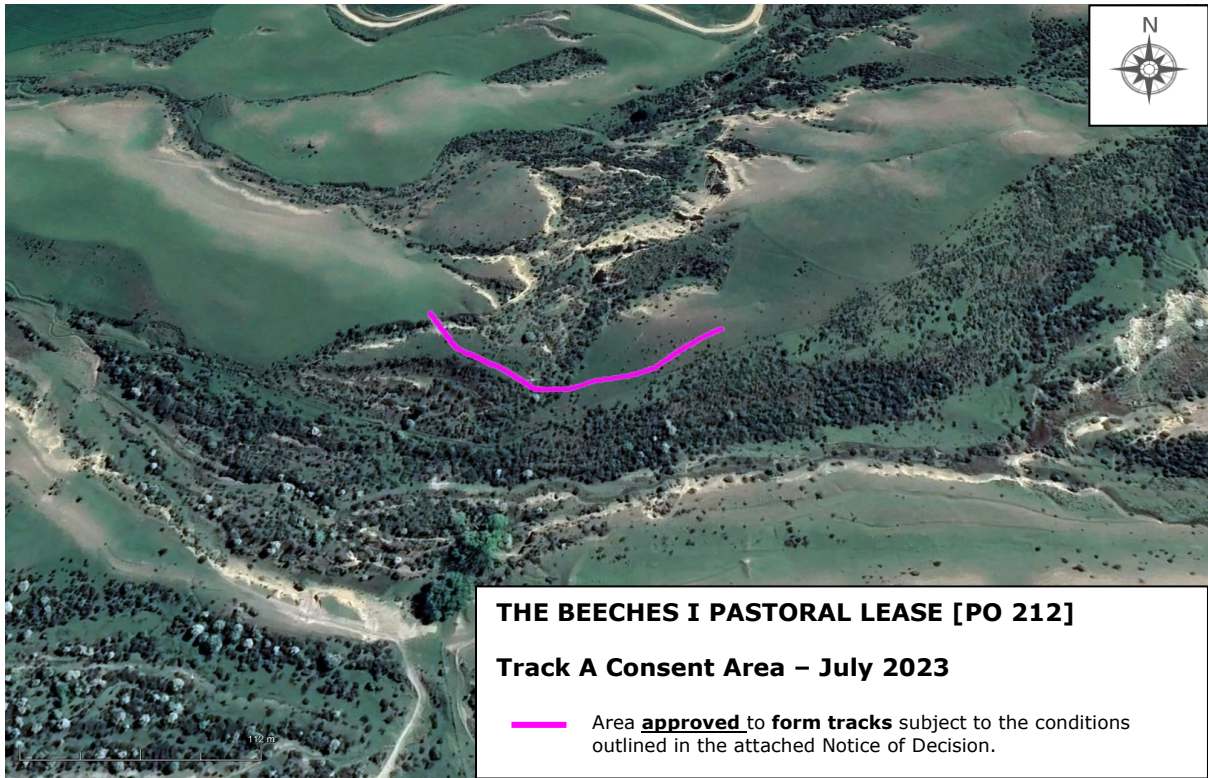 N
THE BEECHES I PASTORAL LEASE [PO 212]
Track A Consent Area – July 2023
Area approved to form tracks subject to the conditions
outlined in the attached Notice of Decision.
112 m